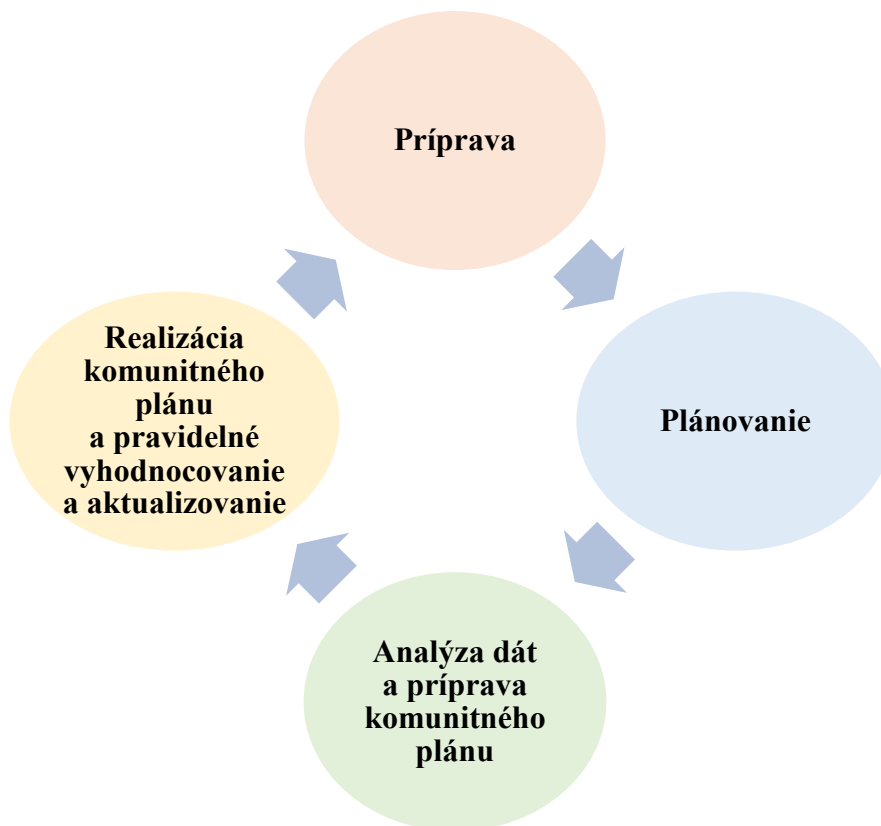 Príprava
Plánovanie
Analýza dát
a príprava
komunitného
plánu
Realizácia
komunitného
plánu
a pravidelné
vyhodnocovanie
a aktualizovanie